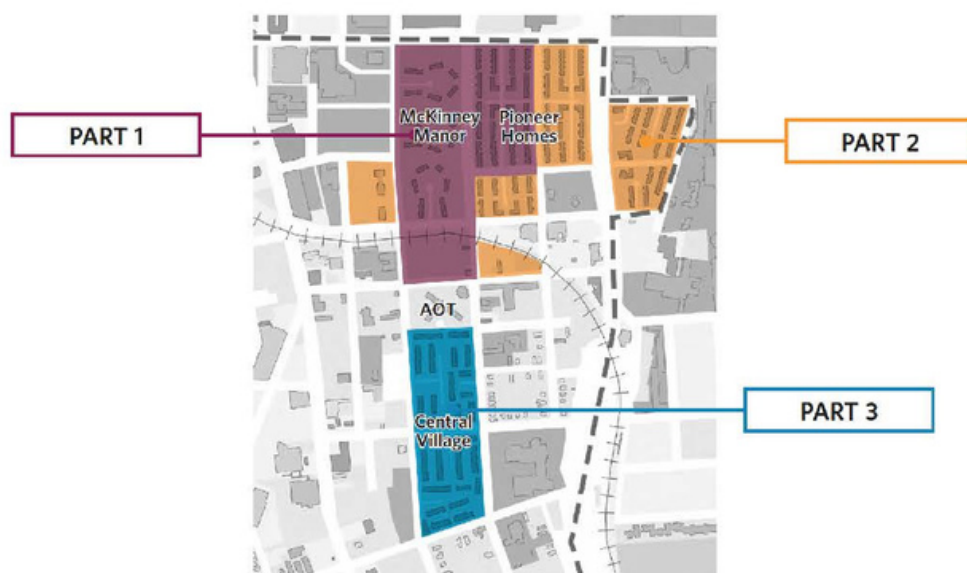 PART 1
McKinney
Manor
Pioneer
Homes
PART 2
AOT
Central
Village
PART 3